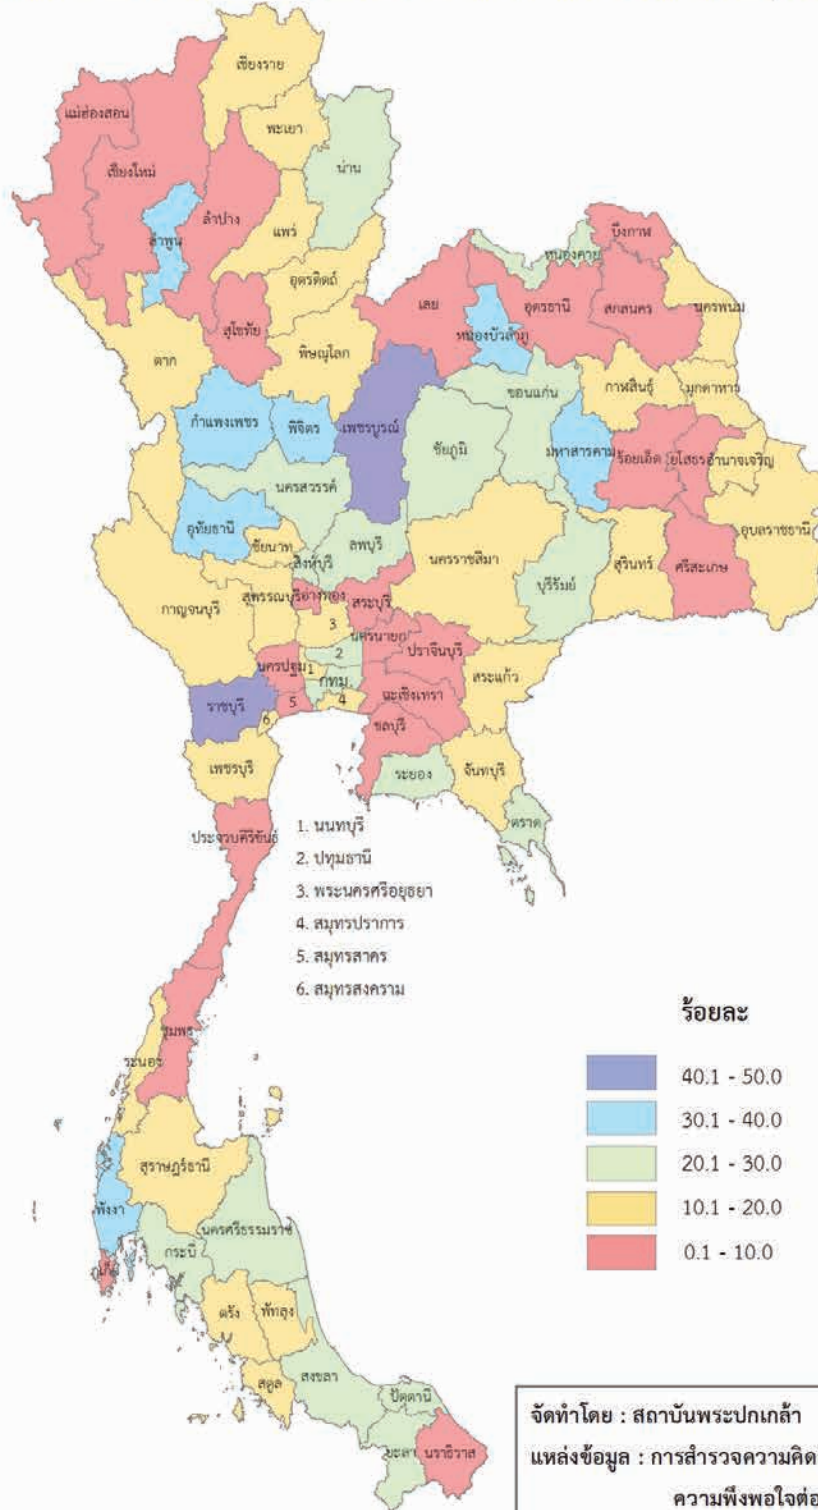 เชียงราย
แม่ฮ่องสอน
พะเยา
เชียงใหม่
น่าน
ลำปาง
ลำพูน
แพร่
บึงกาฬ
หนองคาย
อุตรดิตถ์
เลย
อุดรธานี
สกลนคร
นครพนม
สุโขทัย
หนองบัวลำภู
ตาก
พิษณุโลก
กาฬสินธุ์
มุกดาหาร
ขอนแก่น
กำแพงเพชร
พิจิตร
เพชรบูรณ์
ชัยภูมิ
มหาสารคาม
ร้อยเอ็ด
ยโสธร
อำนาจเจริญ
นครสวรรค์
อุทัยธานี
ชัยนาท
ลพบุรี
นครราชสีมา
อุบลราชธานี
สิงห์บุรี
บุรีรัมย์
สุรินทร์
ศรีสะเกษ
กาญจนบุรี
สุพรรณบุรี
อ่างทอง
สระบุรี
3
นครนายก
ปราจีนบุรี
2
นครปฐม
1
กทม.
สระแก้ว
ฉะเชิงเทรา
ราชบุรี
5
4
6
ชลบุรี
เพชรบุรี
ระยอง
จันทบุรี
ตราด
ประจวบคีรีขันธ์
1. นนทบุรี
2. ปทุมธานี
3. พระนครศรีอยุธยา
4. สมุทรปราการ
5. สมุทรสาคร
6. สมุทรสงคราม
ชุมพร
ระนอง
สุราษฎร์ธานี
พังงา
นครศรีธรรมราช
กระบี่
ภูเก็ต
ตรัง
พัทลุง
สตูล
สงขลา
ปัตตานี
ยะลา
นราธิวาส
ร้อยละ
40.1 - 50.0
30.1 - 40.0
20.1 - 30.0
10.1 - 20.0
0.1 - 10.0
จัดทำโดย : สถาบันพระปกเกล้า
แหล่งข้อมูล : การสำรวจความคิด
ความพึงพอใจต่อ